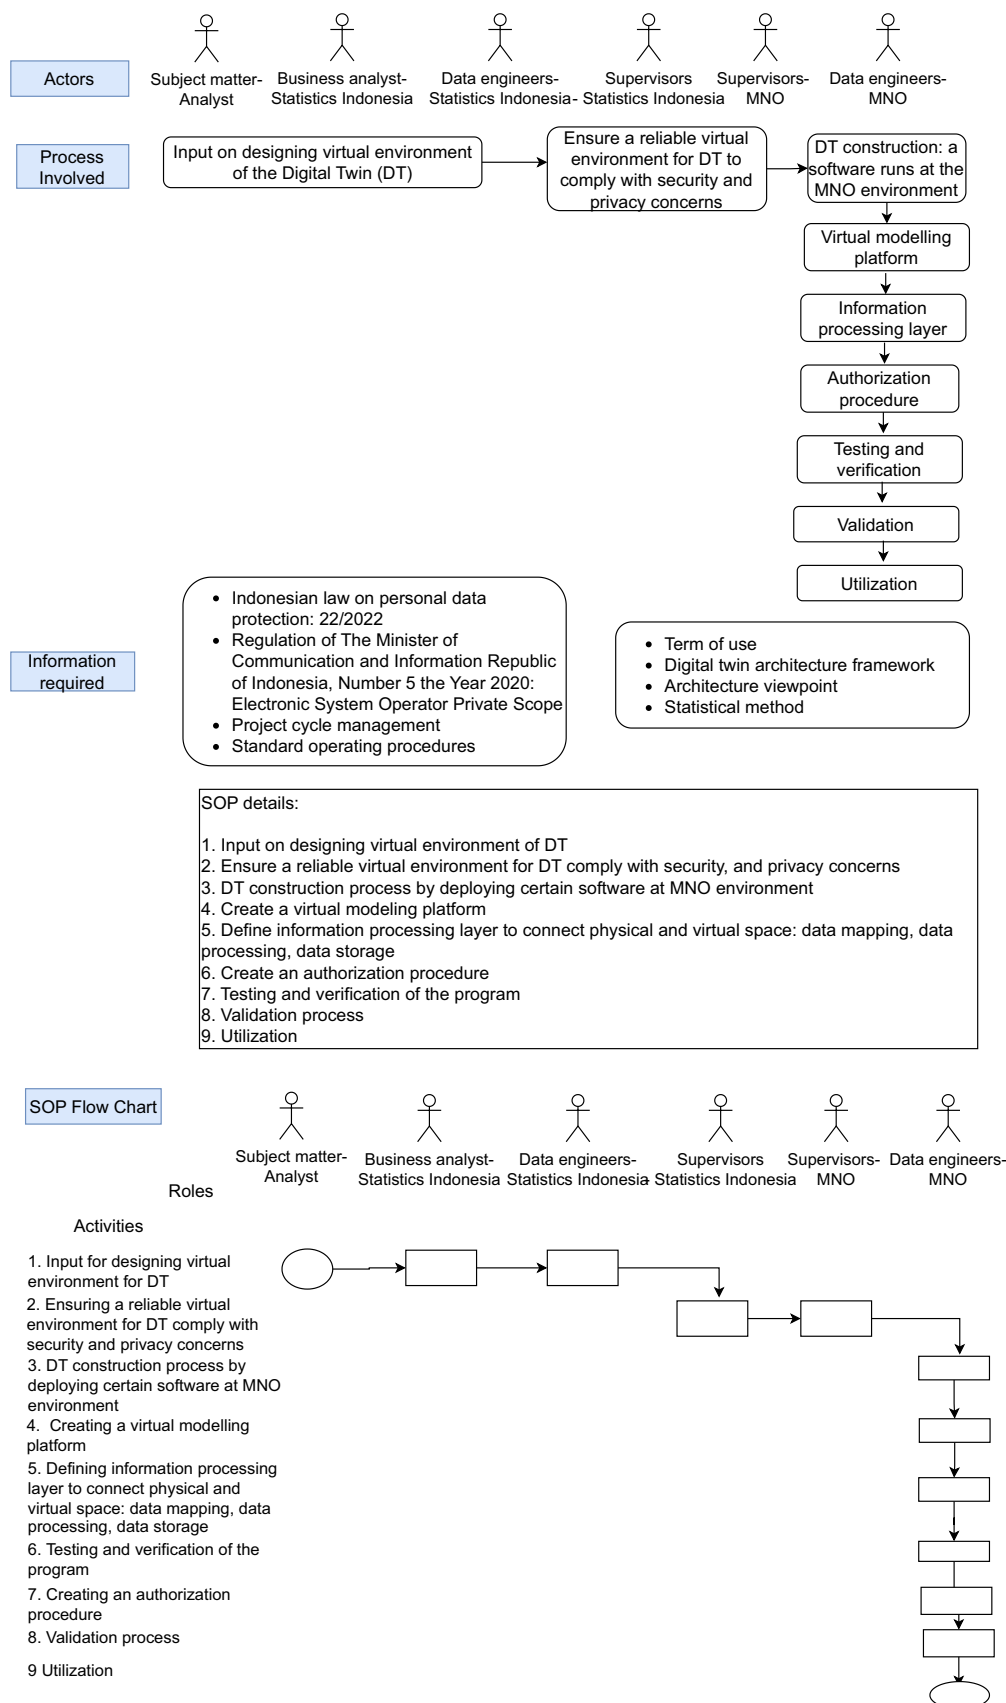 Actors
Subject matter-
Analyst
Business analyst-
Statistics Indonesia
Data engineers-
Statistics Indonesia-
Supervisors
Statistics Indonesia
Supervisors-
MNO
Data engineers-
MNO
Process
Involved
Input on designing virtual environment
of the Digital Twin (DT)
Ensure a reliable virtual
environment for DT to
comply with security and
privacy concerns
DT construction: a
software runs at the
MNO environment
Virtual modelling
platform
Information
processing layer
Authorization
procedure
Testing and
verification
Validation
Utilization
Information
required
• Indonesian law on personal data
protection: 22/2022
• Regulation of The Minister of
Communication and Information Republic
of Indonesia, Number 5 the Year 2020:
Electronic System Operator Private Scope
• Project cycle management
• Standard operating procedures
• Term of use
• Digital twin architecture framework
• Architecture viewpoint
• Statistical method
SOP details:
1. Input on designing virtual environment of DT
2. Ensure a reliable virtual environment for DT comply with security, and privacy concerns
3. DT construction process by deploying certain software at MNO environment
4. Create a virtual modeling platform
5. Define information processing layer to connect physical and virtual space: data mapping, data
processing, data storage
6. Create an authorization procedure
7. Testing and verification of the program
8. Validation process
9. Utilization
SOP Flow Chart
Subject matter-
Analyst
Business analyst-
Statistics Indonesia
Data engineers-
Statistics Indonesia-
Supervisors
Statistics Indonesia
Supervisors-
MNO
Data engineers-
MNO
Roles
Activities
1. Input for designing virtual
environment for DT
2. Ensuring a reliable virtual
environment for DT comply with
security and privacy concerns
3. DT construction process by
deploying certain software at MNO
environment
4. Creating a virtual modelling
platform
5. Defining information processing
layer to connect physical and
virtual space: data mapping, data
processing, data storage
6. Testing and verification of the
program
7. Creating an authorization
procedure
8. Validation process
9 Utilization